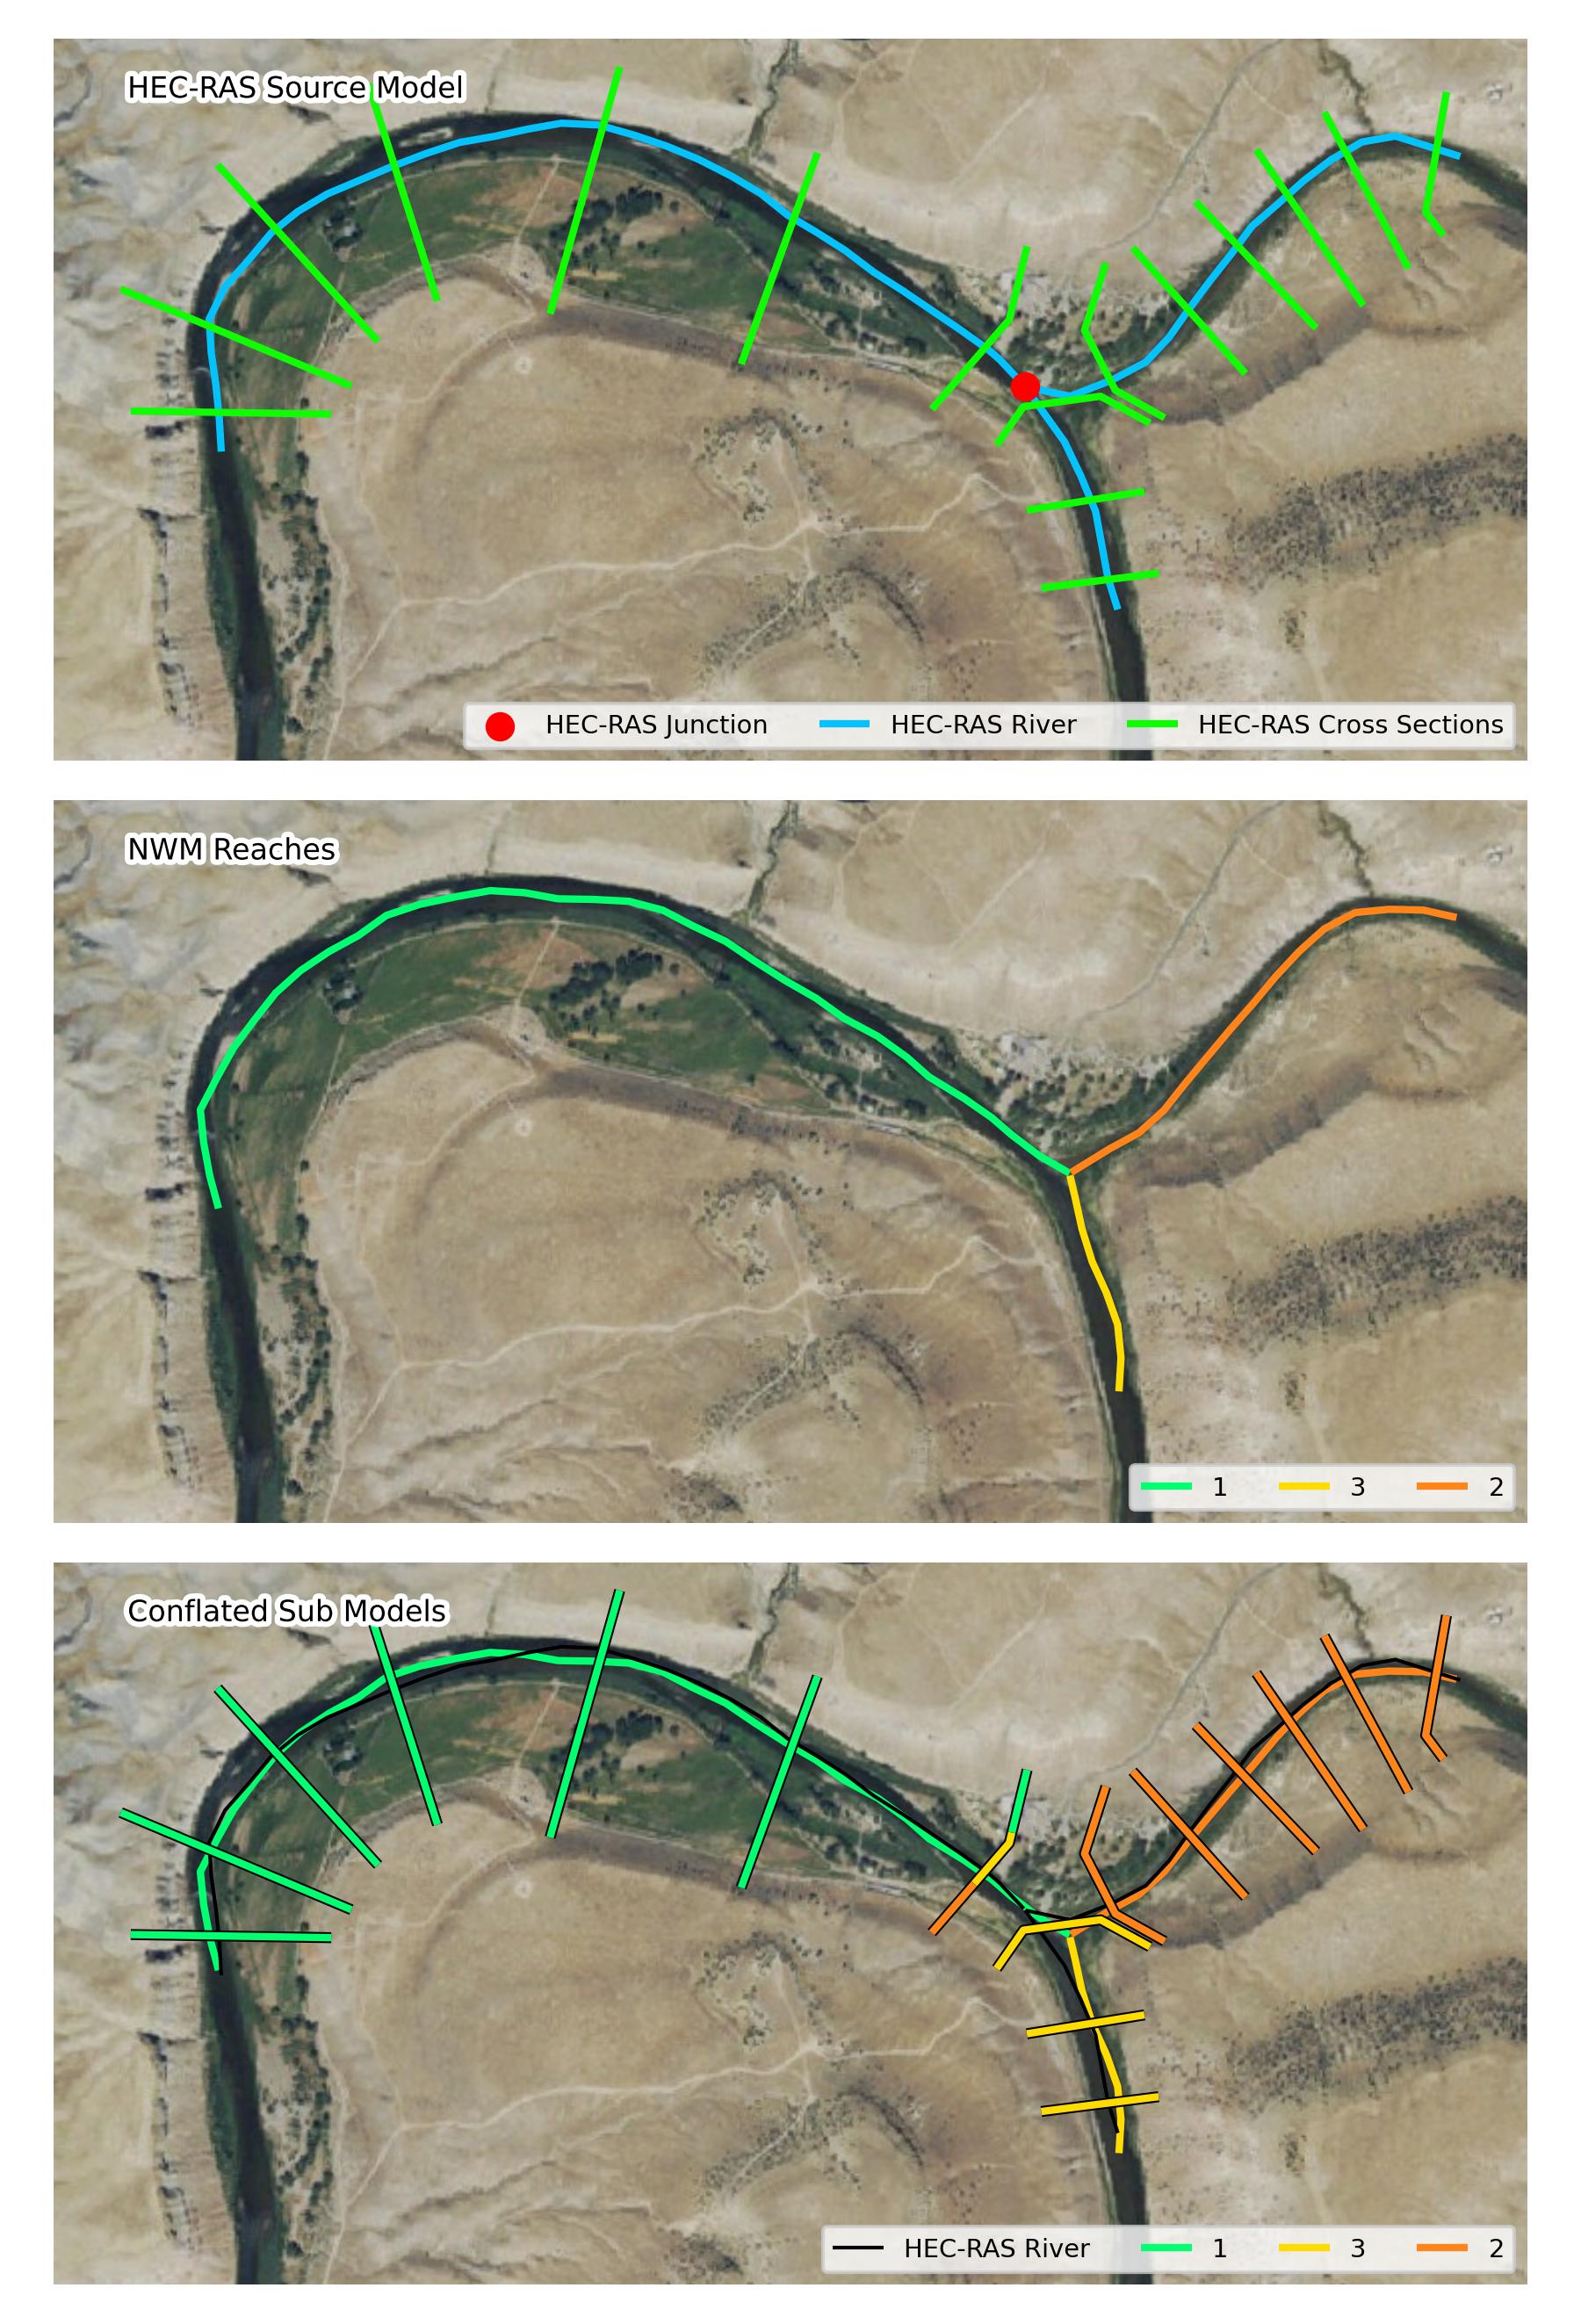 HEC-RAS Source Model
HEC-RAS Junction HEC-RAS River HEC-RAS Cross Sections
NWM Reaches
1 3 2
Conflated Sub Models
HEC-RAS River 1 3 2